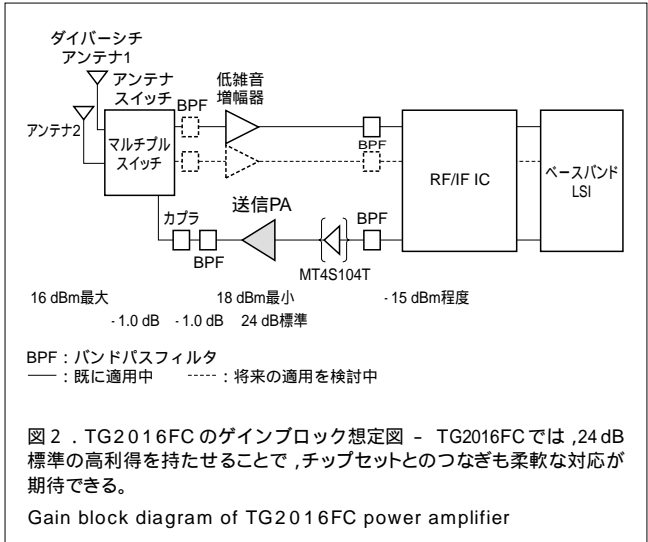 ダイバーシチ
アンテナ1
アンテナ
スイッチ
アンテナ2
マルチプル
スイッチ
BPF
低雑音
増幅器
BPF
RF/IF IC
ベースバンド
LSI
カプラ
BPF
送信PA
MT4S104T
BPF
16 dBm最大 18 dBm最小 -15 dBm程度
-1.0 dB -1.0 dB 24 dB標準
BPF：バンドパスフィルタ
：既に適用中 ：将来の適用を検討中
図2．TG2016FCのゲインブロック想定図 － TG2016FCでは,24 dB
標準の高利得を持たせることで,チップセットとのつなぎも柔軟な対応が
期待できる。
Gain block diagram of TG2016FC power amplifier